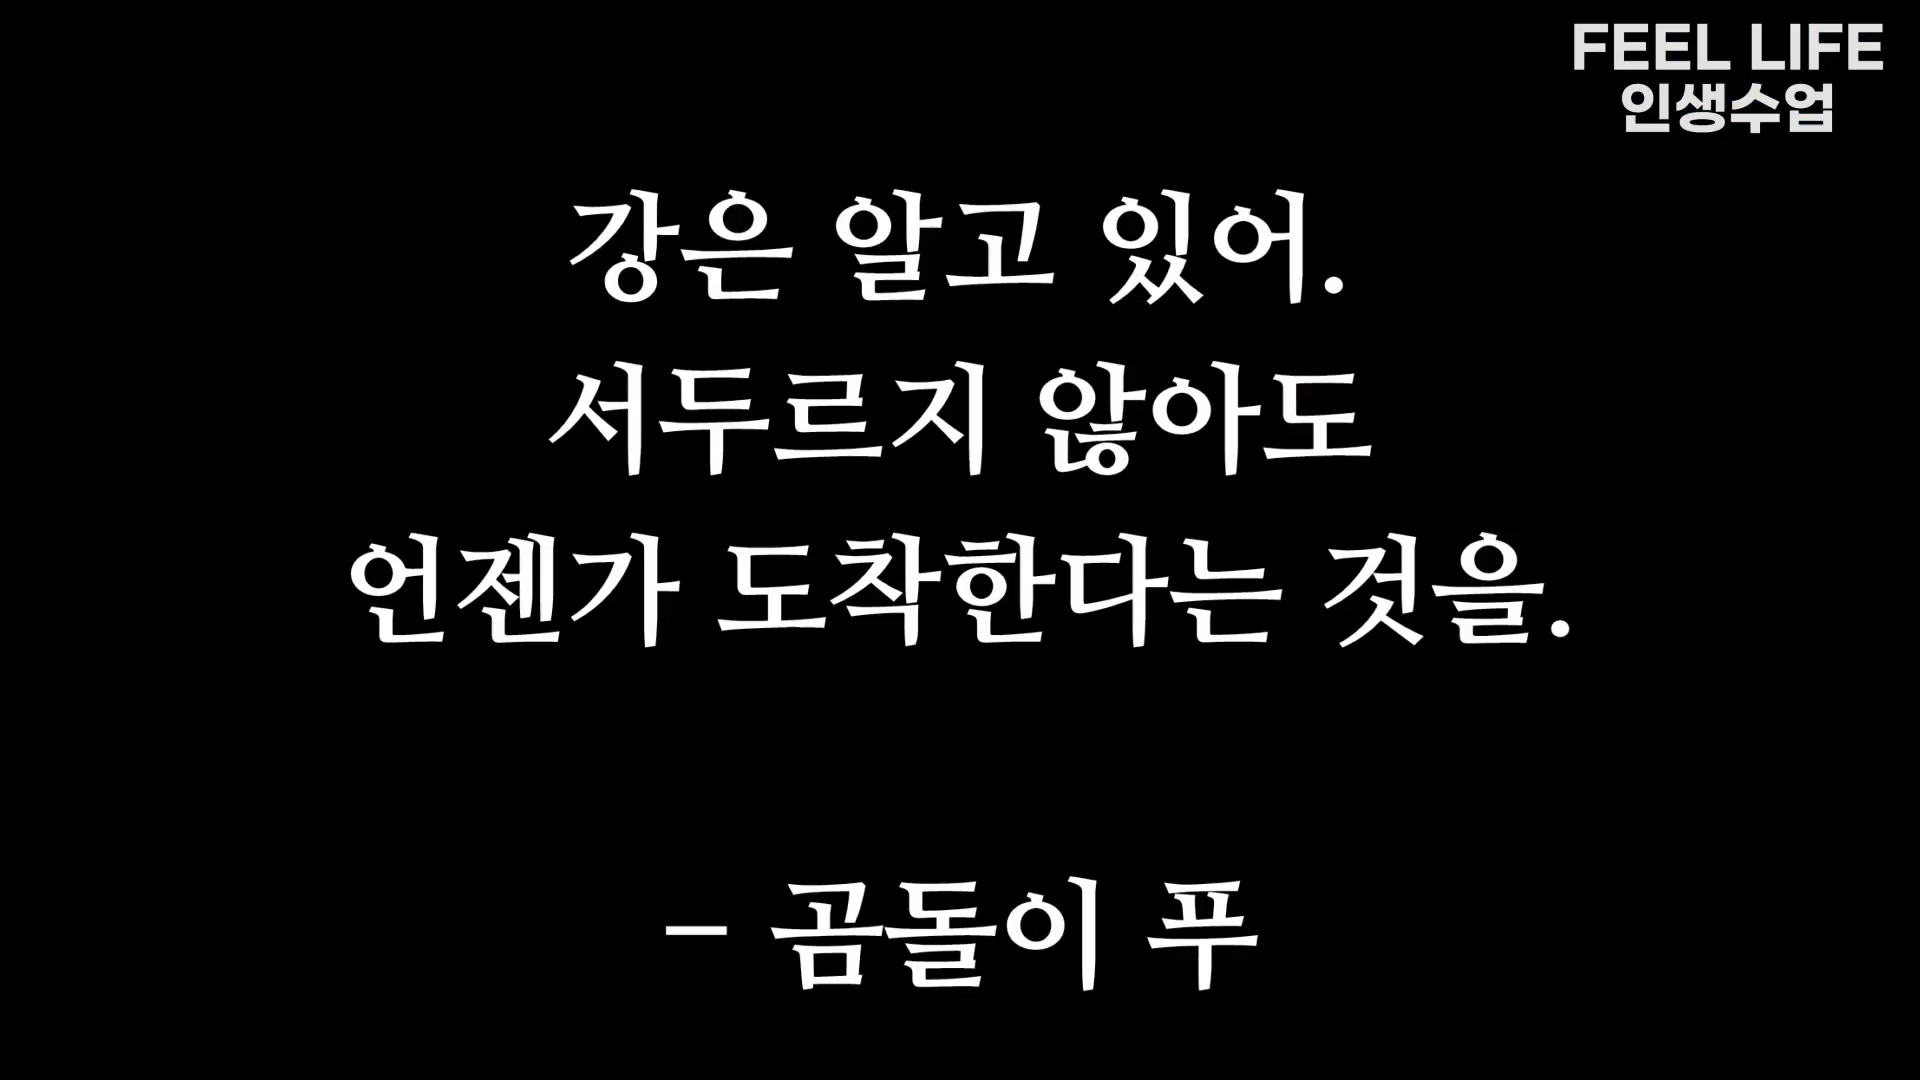 FEEL LIFE
인생수업
강은 알고 있어.
서두르지 않아도
언젠가 도착한다는 것을.
- 곰돌이 푸